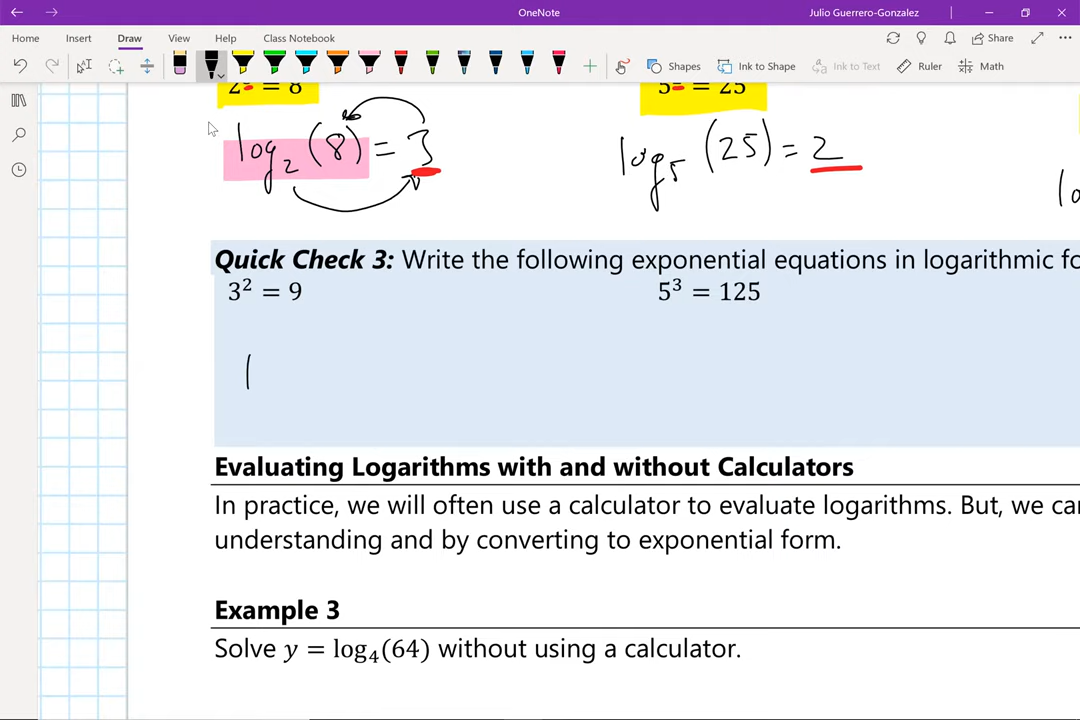 OneNote
Julio Guerrero-Gonzalez
Home Insert Draw View Help Class Notebook
Share
Shapes Ink to Shape Ink to Text Ruler Math
2 = 8
5 = 25
log₂ (8) = 3
log₅ (25) = 2
lo
Quick Check 3: Write the following exponential equations in logarithmic fo
3² = 9
5³ = 125
Evaluating Logarithms with and without Calculators
In practice, we will often use a calculator to evaluate logarithms. But, we can
understanding and by converting to exponential form.
Example 3
Solve y = log₄(64) without using a calculator.